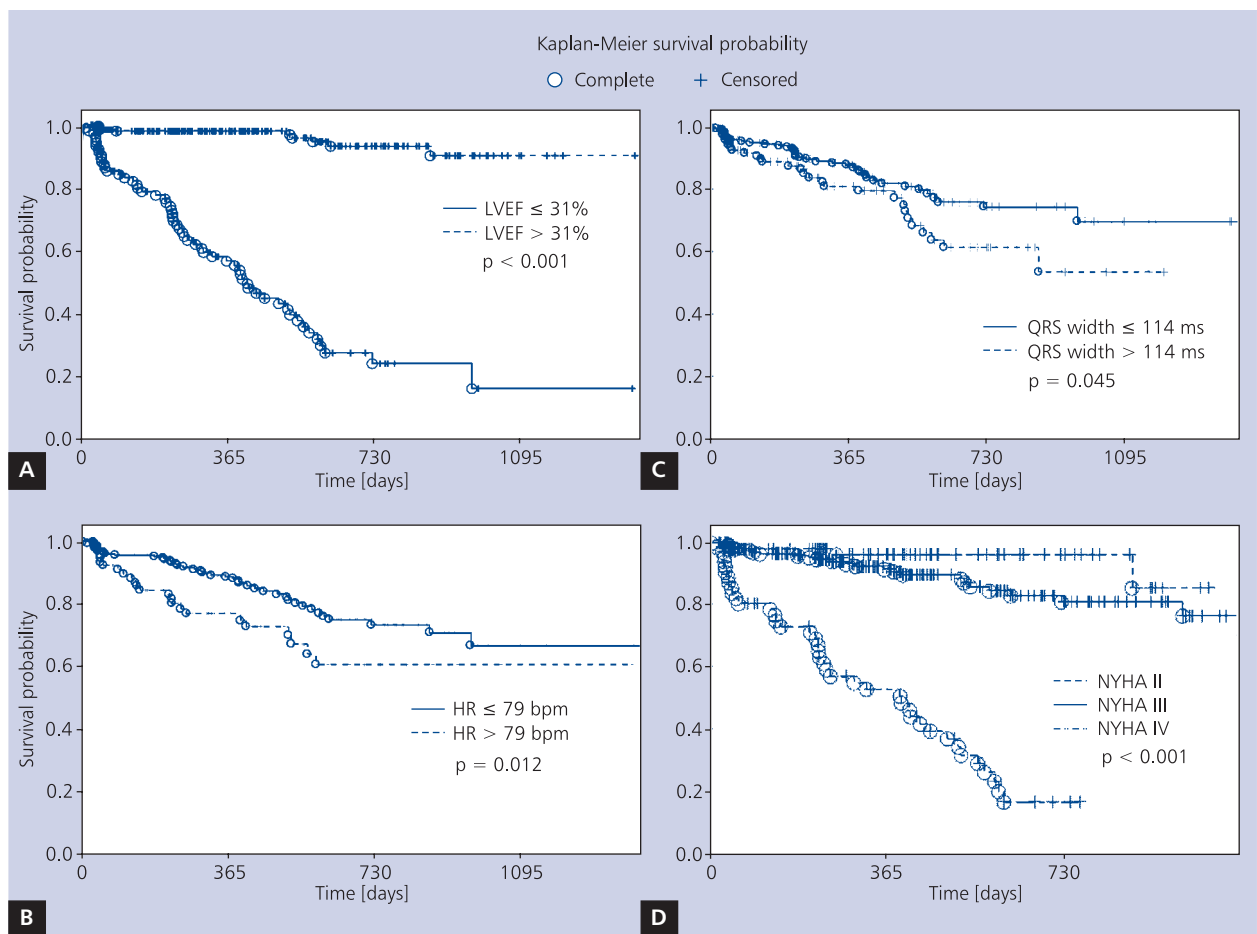 Kaplan-Meier survival probability
Complete Censored
1.0
0.8
0.6
0.4
0.2
0.0
Survival probability
LVEF ≤ 31%
LVEF > 31%
p < 0.001
0 365 730 1095
Time [days]
A
1.0
0.8
0.6
0.4
0.2
0.0
QRS width ≤ 114 ms
QRS width > 114 ms
p = 0.045
0 365 730 1095
Time [days]
C
1.0
0.8
0.6
0.4
0.2
0.0
Survival probability
HR ≤ 79 bpm
HR > 79 bpm
p = 0.012
0 365 730 1095
Time [days]
B
1.0
0.8
0.6
0.4
0.2
0.0
NYHA II
NYHA III
NYHA IV
p < 0.001
0 365 730
Time [days]
D